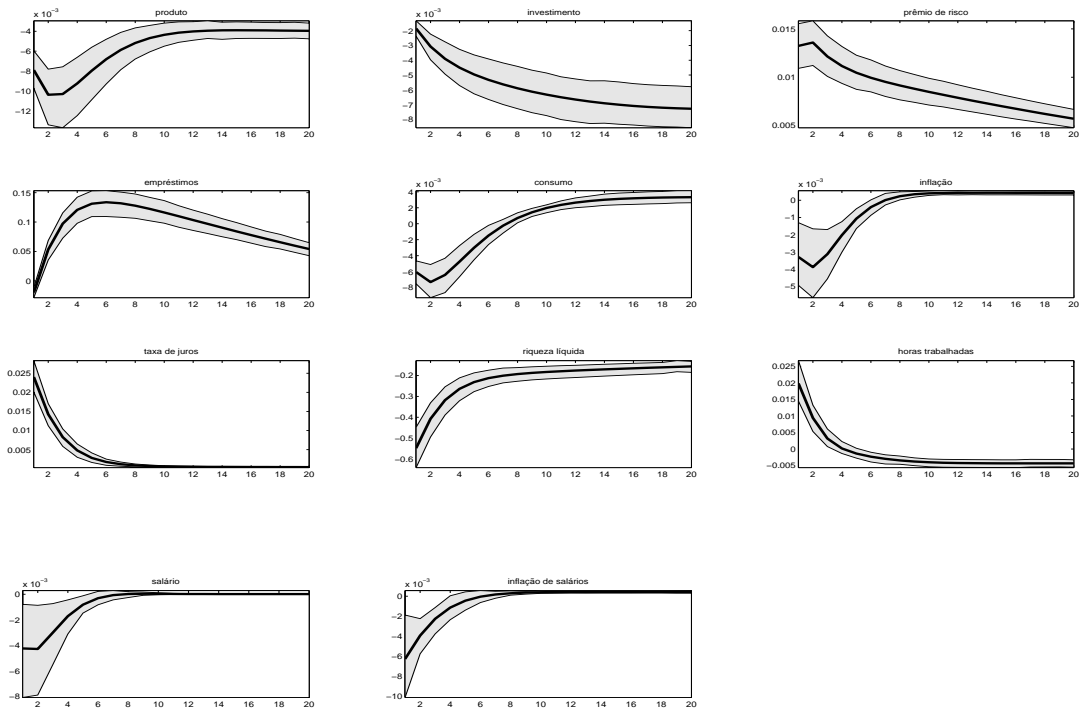 produto
x 10⁻³
−4
−6
−8
−10
−12
2 4 6 8 10 12 14 16 18 20
investimento
x 10⁻³
−2
−3
−4
−5
−6
−7
−8
2 4 6 8 10 12 14 16 18 20
prêmio de risco
0.015
0.01
0.005
2 4 6 8 10 12 14 16 18 20
empréstimos
0.15
0.1
0.05
0
2 4 6 8 10 12 14 16 18 20
consumo
x 10⁻³
4
2
0
−2
−4
−6
−8
2 4 6 8 10 12 14 16 18 20
inflação
x 10⁻³
0
−1
−2
−3
−4
−5
2 4 6 8 10 12 14 16 18 20
taxa de juros
0.025
0.02
0.015
0.01
0.005
2 4 6 8 10 12 14 16 18 20
riqueza líquida
−0.2
−0.3
−0.4
−0.5
−0.6
2 4 6 8 10 12 14 16 18 20
horas trabalhadas
0.025
0.02
0.015
0.01
0.005
0
−0.005
2 4 6 8 10 12 14 16 18 20
salário
x 10⁻³
0
−2
−4
−6
−8
2 4 6 8 10 12 14 16 18 20
inflação de salários
x 10⁻³
0
−2
−4
−6
−8
−10
2 4 6 8 10 12 14 16 18 20